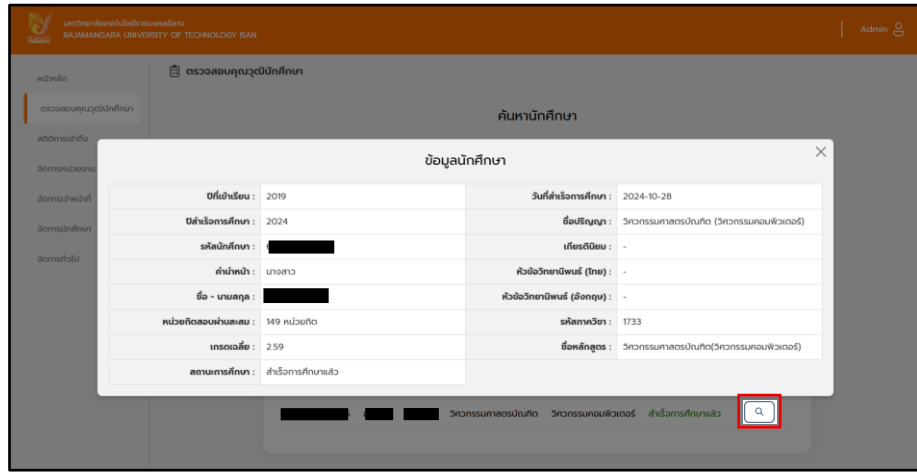 มหาวิทยาลัยเทคโนโลยีราชมงคลอีสาน
RAJAMANGARA UNIVERSITY OF TECHNOLOGY ISAN
Admin
หน้าหลัก
ตรวจสอบคุณวุฒินักศึกษา
ตรวจสอบคุณวุฒินักศึกษา
ค้นหานักศึกษา
สถิติการเข้าถึง
จัดการหน่วยงาน
จัดการเจ้าหน้าที่
จัดการนักศึกษา
จัดการทั่วไป
ข้อมูลนักศึกษา
ปีที่เข้าเรียน : 2019 วันที่สำเร็จการศึกษา : 2024-10-28
ปีสำเร็จการศึกษา : 2024 ชื่อปริญญา : วิศวกรรมศาสตรบัณฑิต (วิศวกรรมคอมพิวเตอร์)
รหัสนักศึกษา : เกียรตินิยม : -
คำนำหน้า : นางสาว หัวข้อวิทยานิพนธ์ (ไทย) : -
ชื่อ - นามสกุล : หัวข้อวิทยานิพนธ์ (อังกฤษ) : -
หน่วยกิตสอบผ่านสะสม : 149 หน่วยกิต รหัสภาควิชา : 1733
เกรดเฉลี่ย : 2.59 ชื่อหลักสูตร : วิศวกรรมศาสตรบัณฑิต(วิศวกรรมคอมพิวเตอร์)
สถานะการศึกษา : สำเร็จการศึกษาแล้ว
วิศวกรรมศาสตรบัณฑิต วิศวกรรมคอมพิวเตอร์ สำเร็จการศึกษาแล้ว